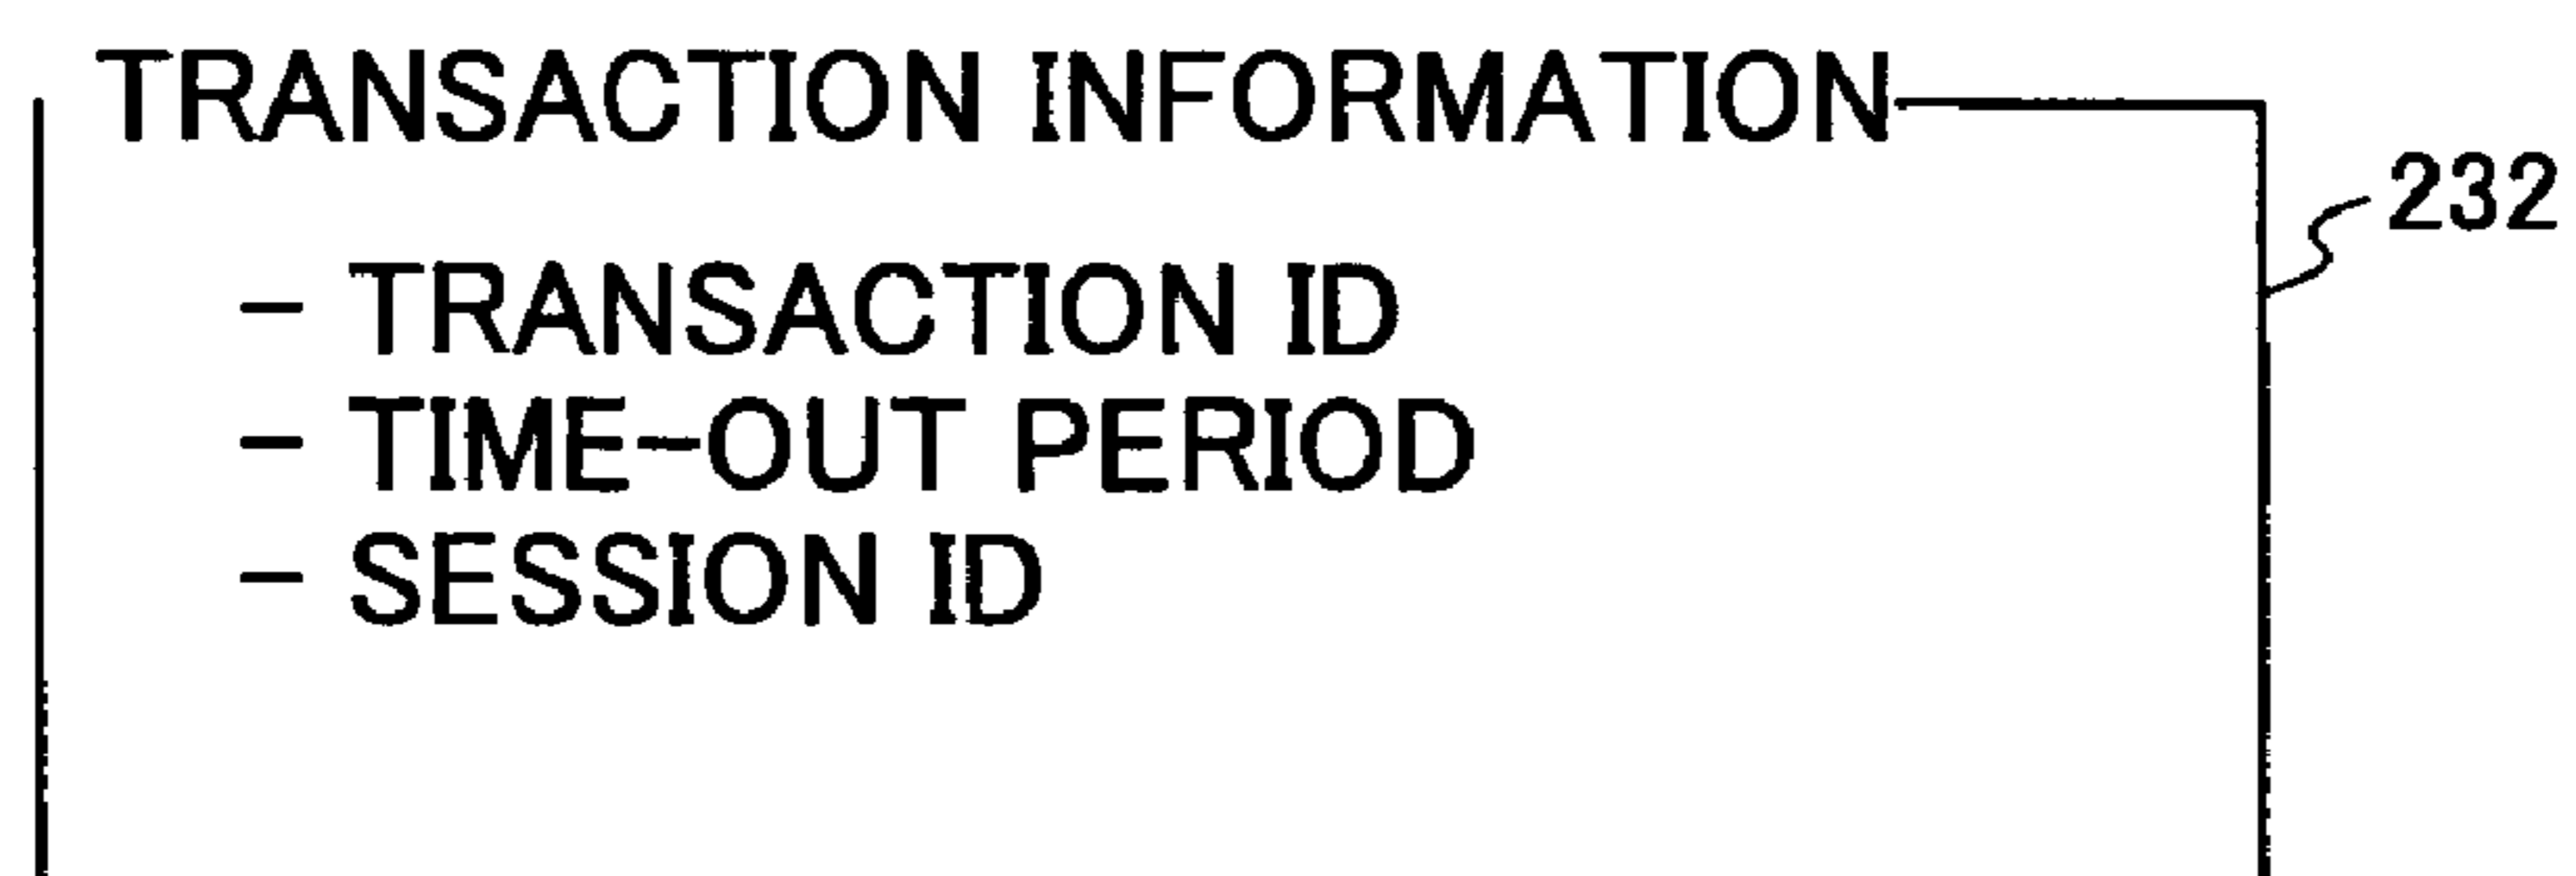 TRANSACTION INFORMATION
232
- TRANSACTION ID
- TIME-OUT PERIOD
- SESSION ID